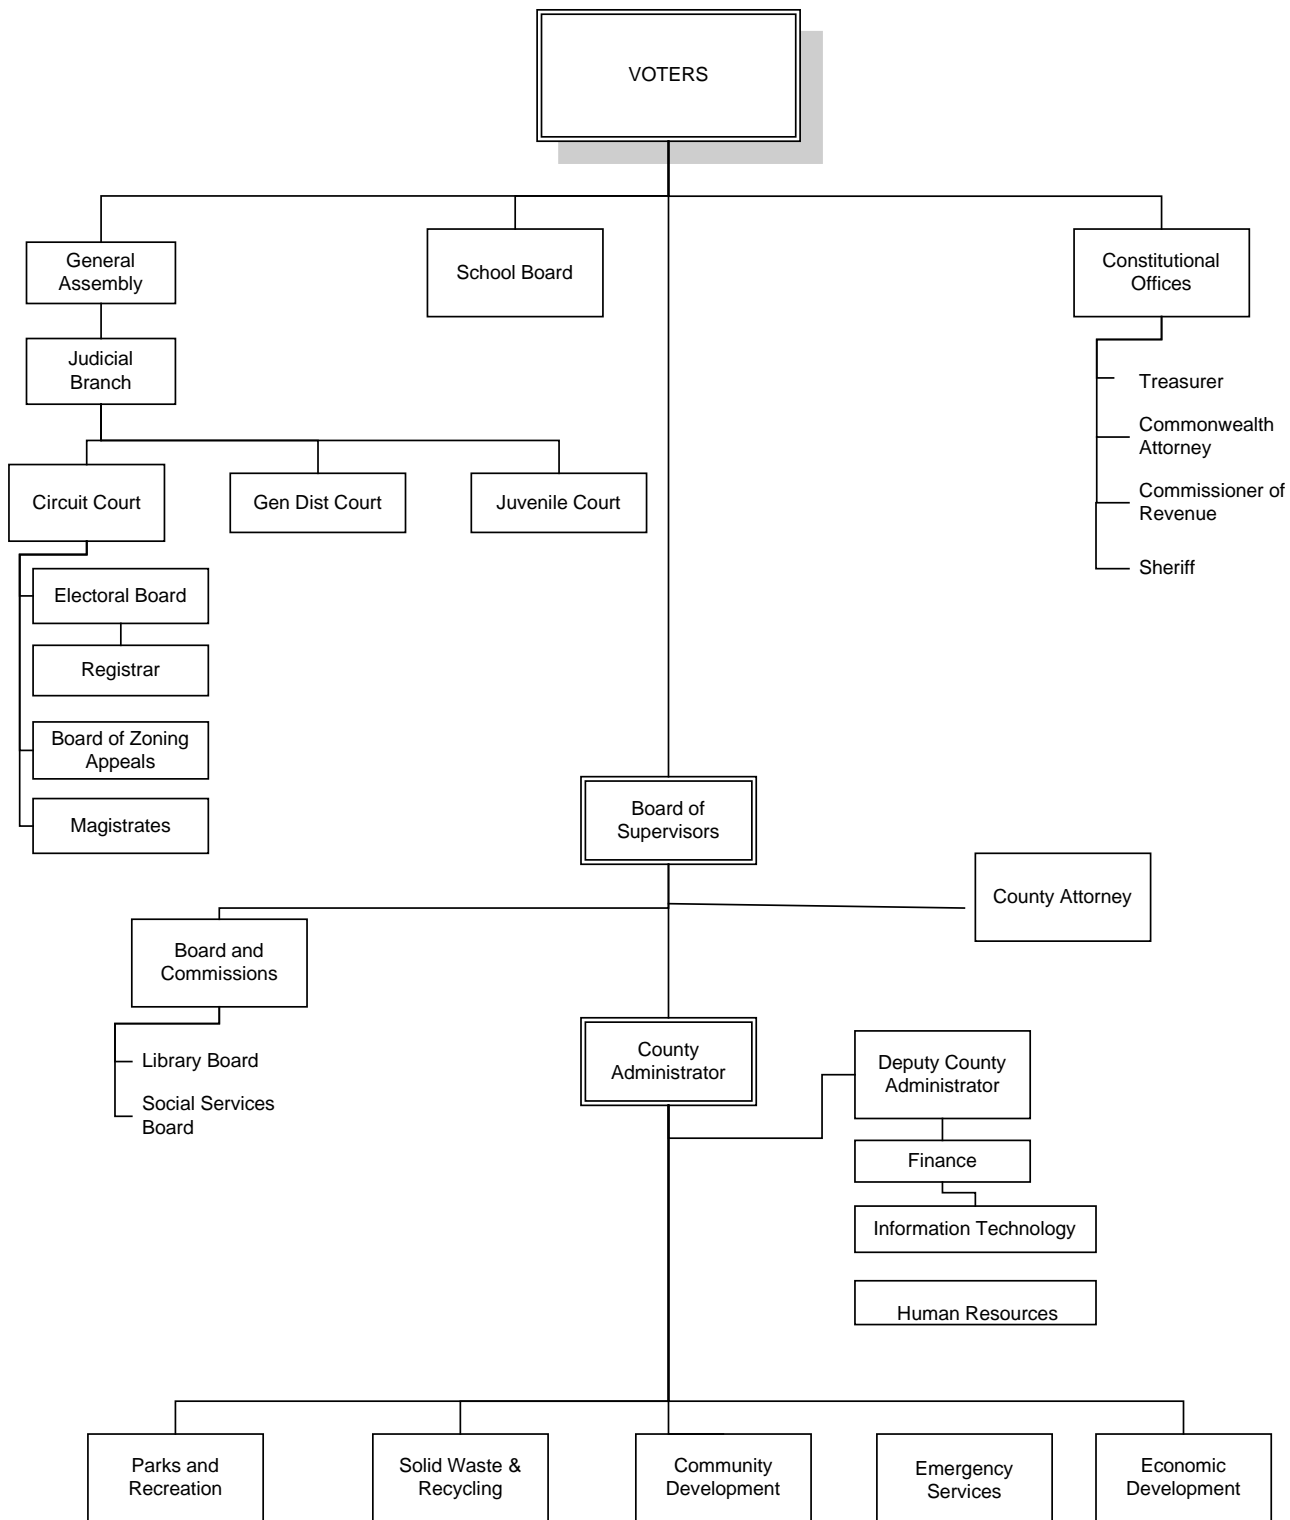 VOTERS
General
Assembly
School Board
Constitutional
Offices
Judicial
Branch
Treasurer
Commonwealth
Attorney
Commissioner of
Revenue
Sheriff
Circuit Court
Gen Dist Court
Juvenile Court
Electoral Board
Registrar
Board of Zoning
Appeals
Magistrates
Board of
Supervisors
County Attorney
Board and
Commissions
Library Board
Social Services
Board
County
Administrator
Deputy County
Administrator
Finance
Information Technology
Human Resources
Parks and
Recreation
Solid Waste &
Recycling
Community
Development
Emergency
Services
Economic
Development